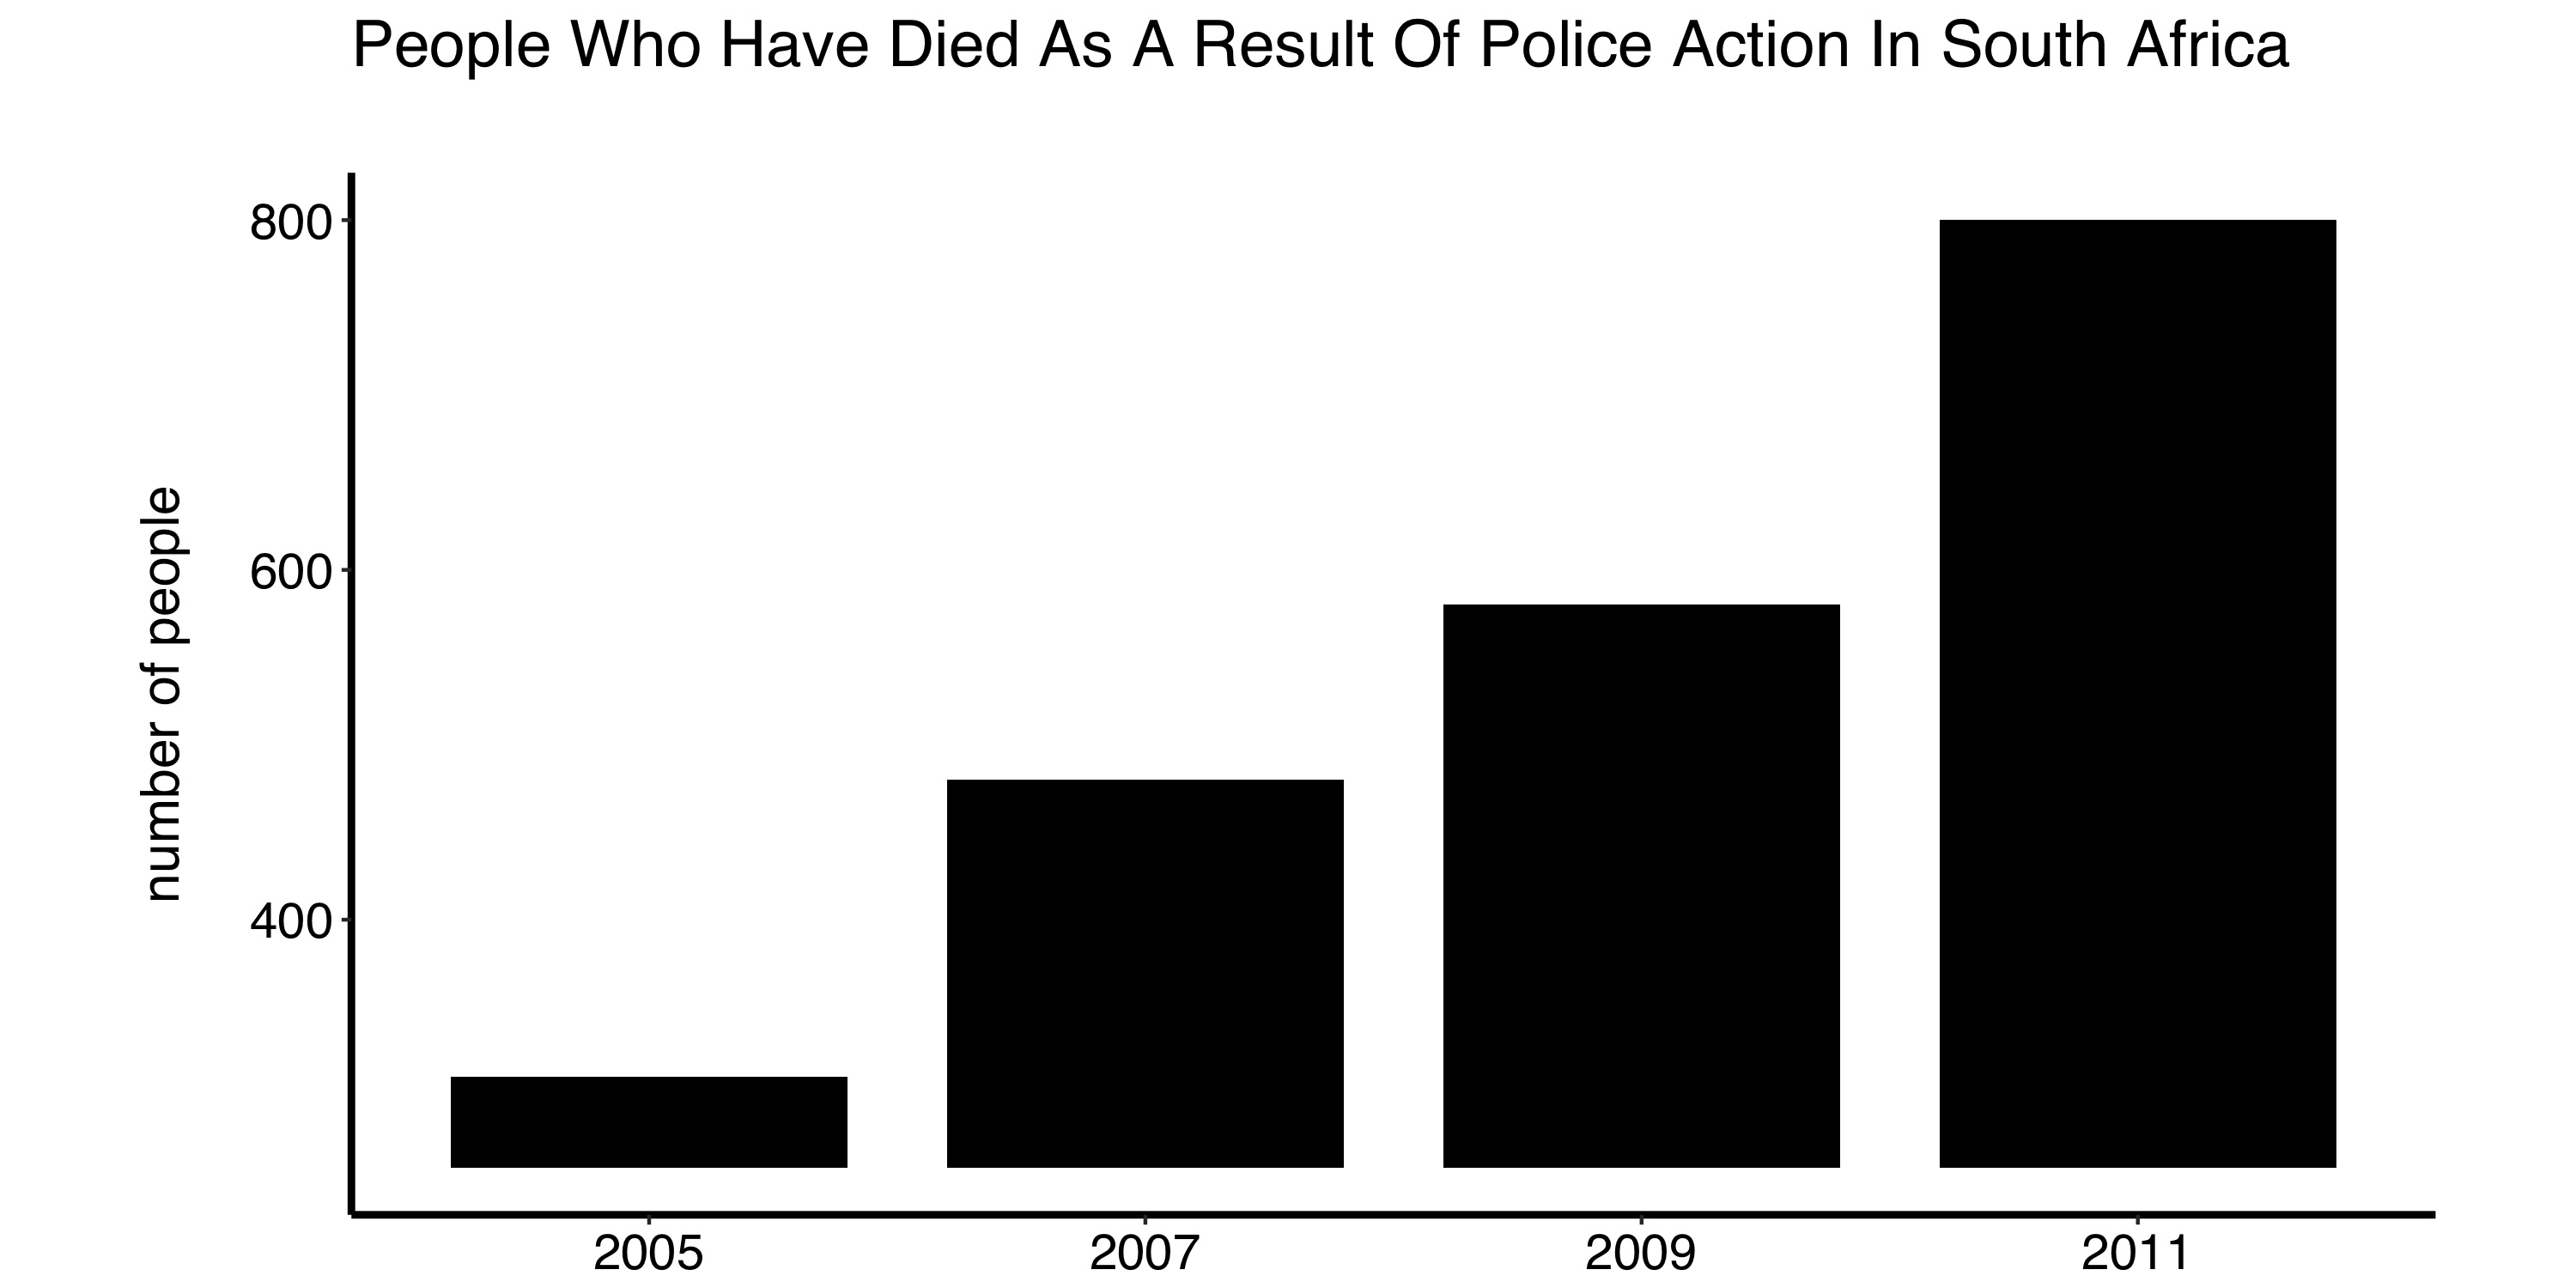 People Who Have Died As A Result Of Police Action In South Africa
number of people
800
600
400
2005 2007 2009 2011